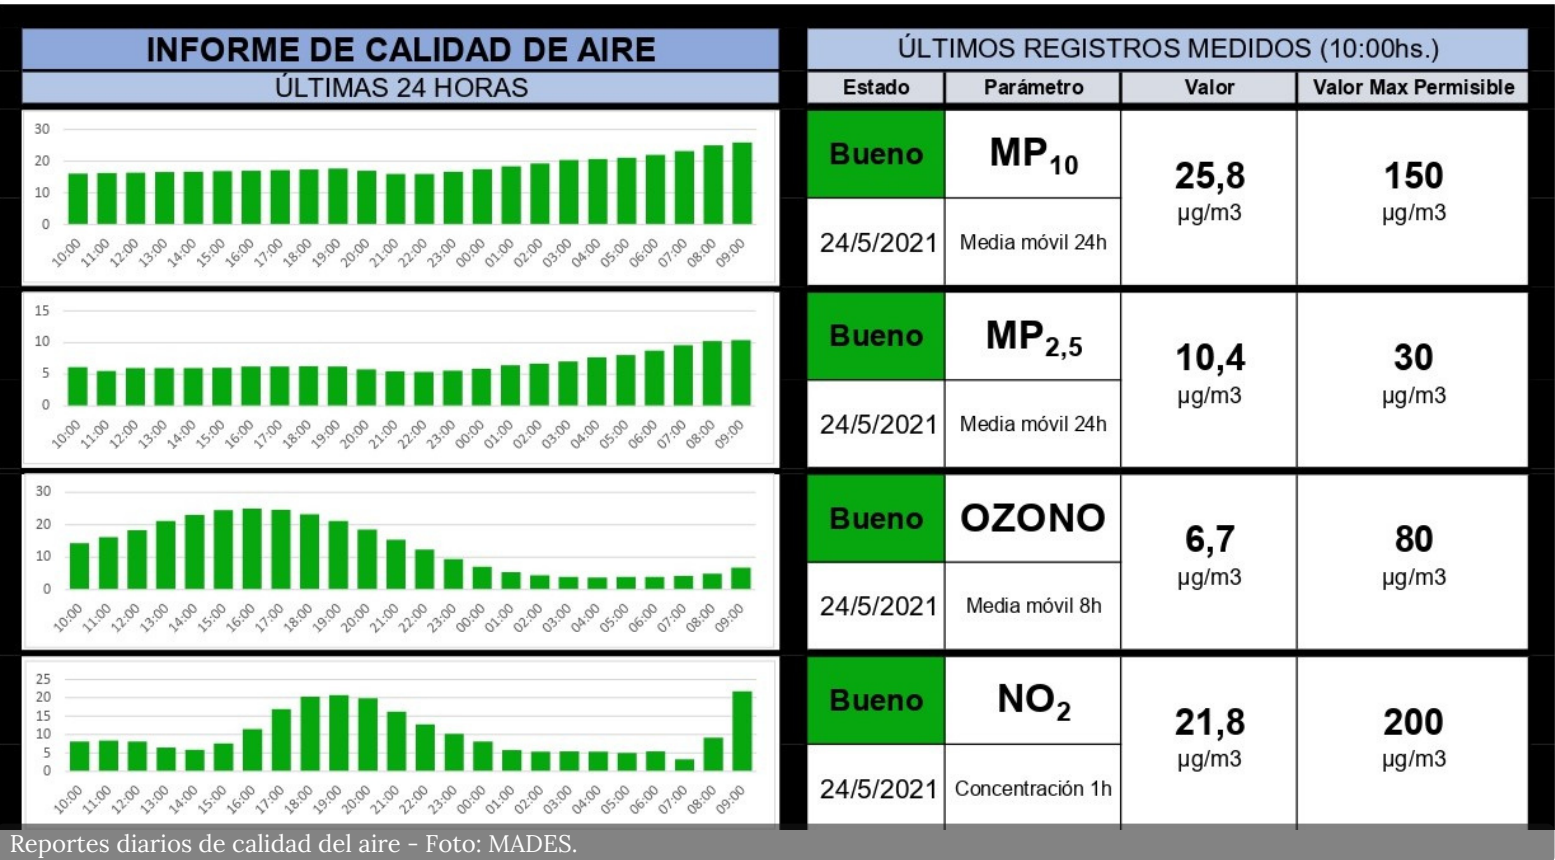 INFORME DE CALIDAD DE AIRE
ÚLTIMAS 24 HORAS
30
20
10
0
10:00 11:00 12:00 13:00 14:00 15:00 16:00 17:00 18:00 19:00 20:00 21:00 22:00 23:00 00:00 01:00 02:00 03:00 04:00 05:00 06:00 07:00 08:00 09:00
15
10
5
0
10:00 11:00 12:00 13:00 14:00 15:00 16:00 17:00 18:00 19:00 20:00 21:00 22:00 23:00 00:00 01:00 02:00 03:00 04:00 05:00 06:00 07:00 08:00 09:00
30
20
10
0
10:00 11:00 12:00 13:00 14:00 15:00 16:00 17:00 18:00 19:00 20:00 21:00 22:00 23:00 00:00 01:00 02:00 03:00 04:00 05:00 06:00 07:00 08:00 09:00
25
20
15
10
5
0
10:00 11:00 12:00 13:00 14:00 15:00 16:00 17:00 18:00 19:00 20:00 21:00 22:00 23:00 00:00 01:00 02:00 03:00 04:00 05:00 06:00 07:00 08:00 09:00
ÚLTIMOS REGISTROS MEDIDOS (10:00hs.)
Estado Parámetro Valor Valor Max Permisible
Bueno MP10 25,8 150
µg/m3 µg/m3
24/5/2021 Media móvil 24h
Bueno MP2,5 10,4 30
µg/m3 µg/m3
24/5/2021 Media móvil 24h
Bueno OZONO 6,7 80
µg/m3 µg/m3
24/5/2021 Media móvil 8h
Bueno NO2 21,8 200
µg/m3 µg/m3
24/5/2021 Concentración 1h
Reportes diarios de calidad del aire - Foto: MADES.